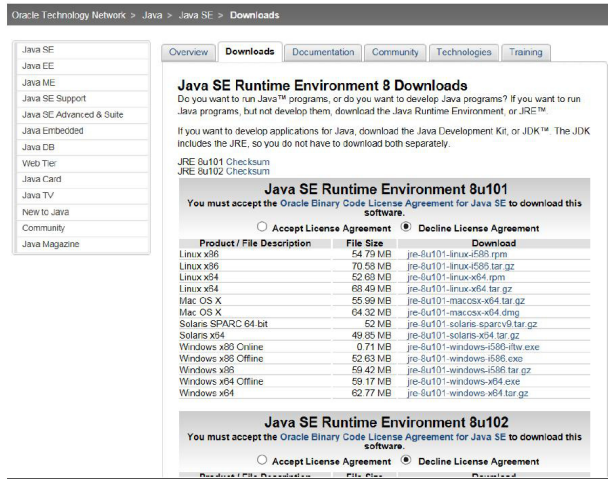 Oracle Technology Network > Java > Java SE > Downloads
Java SE
Java EE
Java ME
Java SE Support
Java SE Advanced & Suite
Java Embedded
Java DB
Web Tier
Java Card
Java TV
New to Java
Community
Java Magazine
Overview Downloads Documentation Community Technologies Training
Java SE Runtime Environment 8 Downloads
Do you want to run Java™ programs, or do you want to develop Java programs? If you want to run
Java programs, but not develop them, download the Java Runtime Environment, or JRE™.
If you want to develop applications for Java, download the Java Development Kit, or JDK™. The JDK
includes the JRE, so you do not have to download both separately.
JRE 8u101 Checksum
JRE 8u102 Checksum
Java SE Runtime Environment 8u101
You must accept the Oracle Binary Code License Agreement for Java SE to download this
software.
Accept License Agreement Decline License Agreement
Product / File Description File Size Download
Linux x86 54.79 MB jre-8u101-linux-i586.rpm
Linux x86 70.58 MB jre-8u101-linux-i586.tar.gz
Linux x64 52.68 MB jre-8u101-linux-x64.rpm
Linux x64 68.49 MB jre-8u101-linux-x64.tar.gz
Mac OS X 55.99 MB jre-8u101-macosx-x64.tar.gz
Mac OS X 64.32 MB jre-8u101-macosx-x64.dmg
Solaris SPARC 64-bit 52 MB jre-8u101-solaris-sparcv9.tar.gz
Solaris x64 49.85 MB jre-8u101-solaris-x64.tar.gz
Windows x86 Online 0.71 MB jre-8u101-windows-i586-iftw.exe
Windows x86 Offline 52.63 MB jre-8u101-windows-i586.exe
Windows x86 59.42 MB jre-8u101-windows-i586.tar.gz
Windows x64 Offline 59.17 MB jre-8u101-windows-x64.exe
Windows x64 62.77 MB jre-8u101-windows-x64.tar.gz
Java SE Runtime Environment 8u102
You must accept the Oracle Binary Code License Agreement for Java SE to download this
software.
Accept License Agreement Decline License Agreement
Product / File Description File Size Download